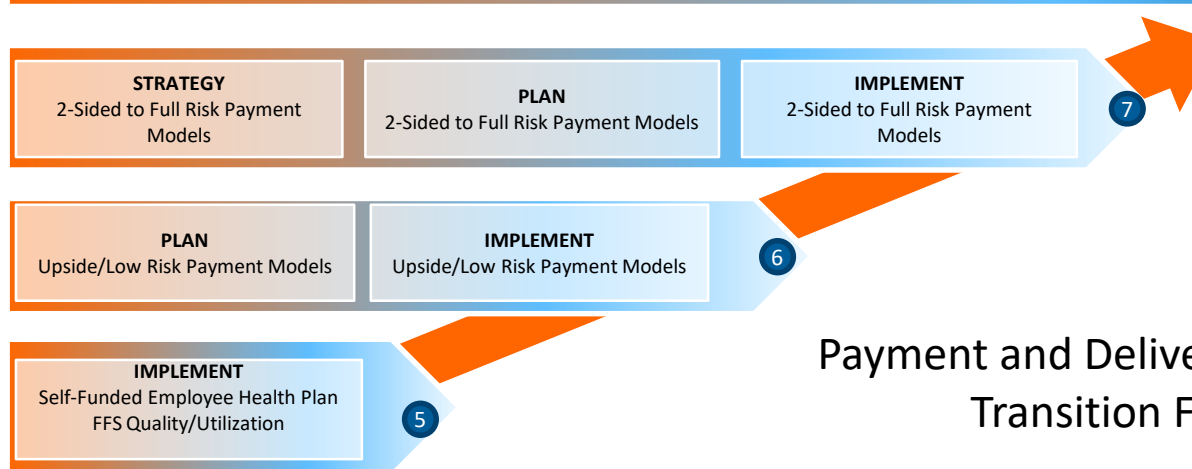 STRATEGY
2-Sided to Full Risk Payment
Models
PLAN
2-Sided to Full Risk Payment Models
IMPLEMENT
2-Sided to Full Risk Payment
Models
7
PLAN
Upside/Low Risk Payment Models
IMPLEMENT
Upside/Low Risk Payment Models
6
IMPLEMENT
Self-Funded Employee Health Plan
FFS Quality/Utilization
5
Payment and Delive
Transition F